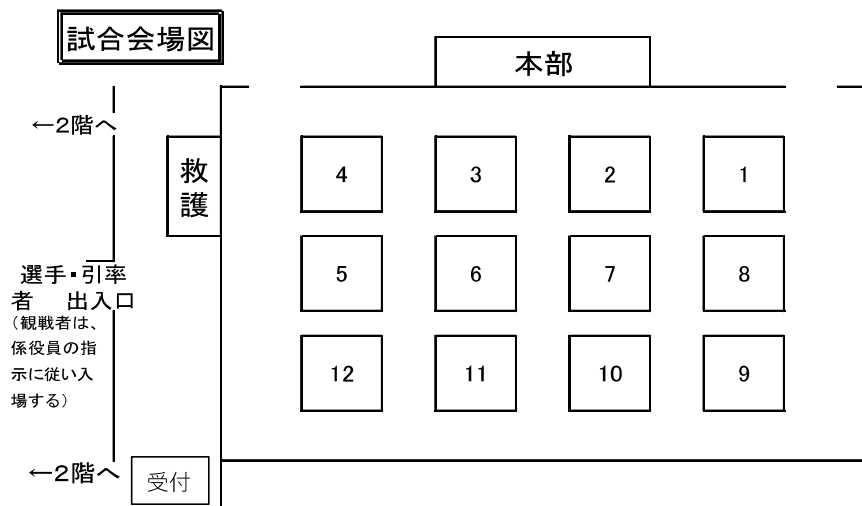 試合会場図
本部
←2階へ
救護
4 3 2 1
選手・引率
者 出入口
(観戦者は、
係役員の指
示に従い入
場する)
5 6 7 8
12 11 10 9
←2階へ
受付